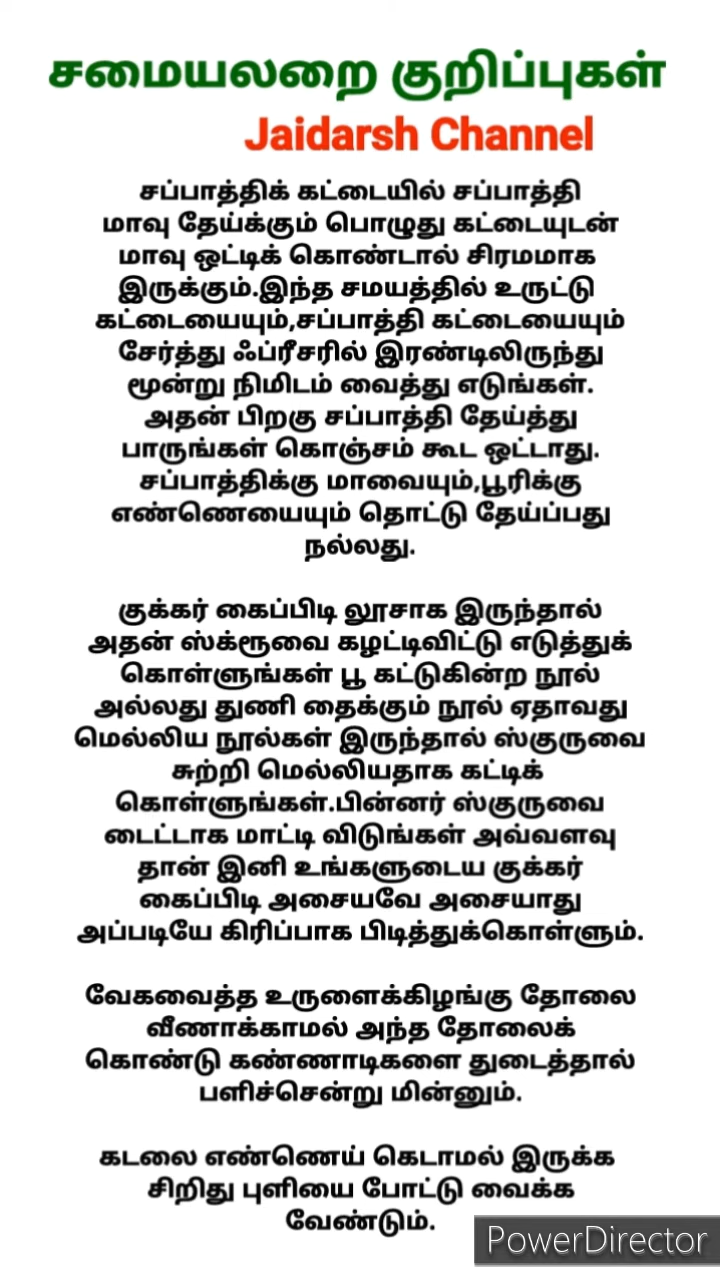 சமையலறை குறிப்புகள்
Jaidarsh Channel
சப்பாத்திக் கட்டையில் சப்பாத்தி
மாவு தேய்க்கும் பொழுது கட்டையுடன்
மாவு ஒட்டிக் கொண்டால் சிரமமாக
இருக்கும்.இந்த சமயத்தில் உருட்டு
கட்டையையும்,சப்பாத்தி கட்டையையும்
சேர்த்து ஃப்ரீசரில் இரண்டிலிருந்து
மூன்று நிமிடம் வைத்து எடுங்கள்.
அதன் பிறகு சப்பாத்தி தேய்த்து
பாருங்கள் கொஞ்சம் கூட ஒட்டாது.
சப்பாத்திக்கு மாவையும்,பூரிக்கு
எண்ணெயையும் தொட்டு தேய்ப்பது
நல்லது.
குக்கர் கைப்பிடி லூசாக இருந்தால்
அதன் ஸ்க்ரூவை கழட்டிவிட்டு எடுத்துக்
கொள்ளுங்கள் பூ கட்டுகின்ற நூல்
அல்லது துணி தைக்கும் நூல் ஏதாவது
மெல்லிய நூல்கள் இருந்தால் ஸ்குருவை
சுற்றி மெல்லியதாக கட்டிக்
கொள்ளுங்கள்.பின்னர் ஸ்குருவை
டைட்டாக மாட்டி விடுங்கள் அவ்வளவு
தான் இனி உங்களுடைய குக்கர்
கைப்பிடி அசையவே அசையாது
அப்படியே கிரிப்பாக பிடித்துக்கொள்ளும்.
வேகவைத்த உருளைக்கிழங்கு தோலை
வீணாக்காமல் அந்த தோலைக்
கொண்டு கண்ணாடிகளை துடைத்தால்
பளிச்சென்று மின்னும்.
கடலை எண்ணெய் கெடாமல் இருக்க
சிறிது புளியை போட்டு வைக்க
வேண்டும்.
PowerDirector